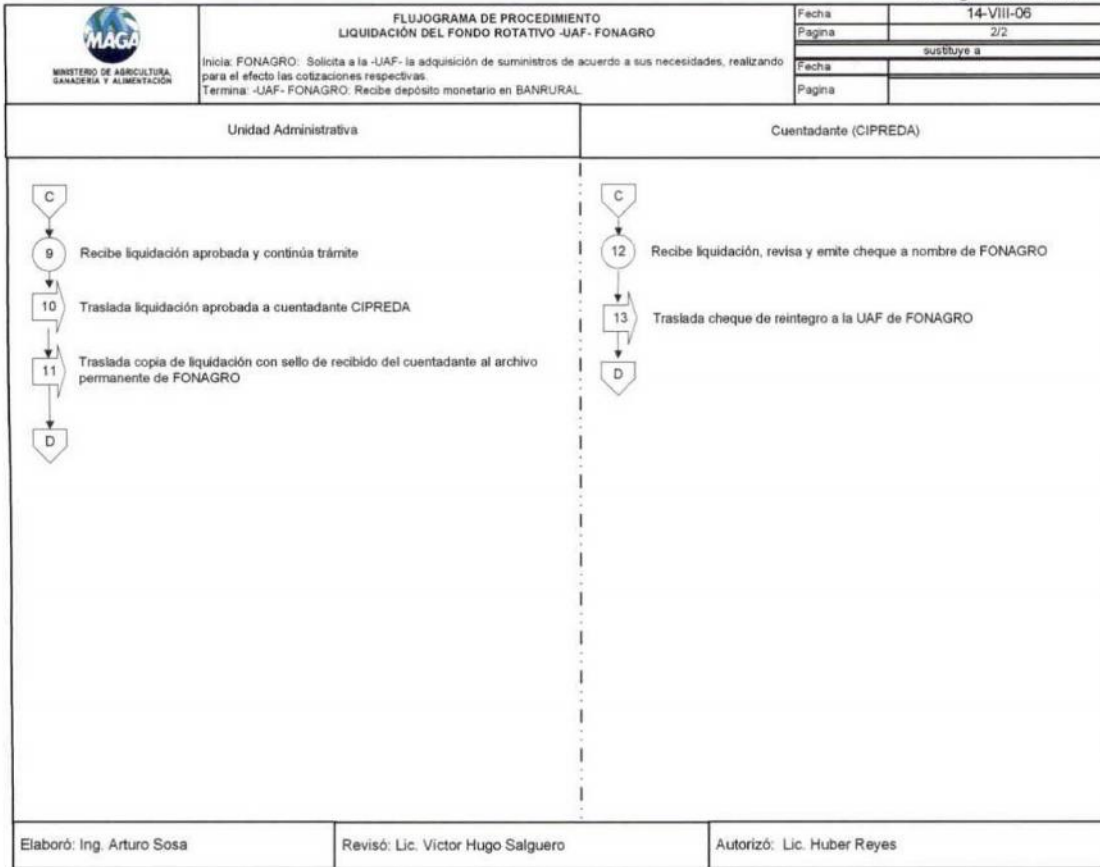 MAGA
MINISTERIO DE AGRICULTURA,
GANADERIA Y ALIMENTACIÓN
FLUJOGRAMA DE PROCEDIMIENTO
LIQUIDACIÓN DEL FONDO ROTATIVO -UAF- FONAGRO
Inicia: FONAGRO: Solicita a la -UAF- la adquisición de suministros de acuerdo a sus necesidades, realizando
para el efecto las cotizaciones respectivas.
Termina: -UAF- FONAGRO: Recibe depósito monetario en BANRURAL.
Fecha 14-VIII-06
Pagina 2/2
sustituye a
Fecha
Pagina
Unidad Administrativa
Cuentadante (CIPREDA)
C
9 Recibe liquidación aprobada y continúa trámite
10 Traslada liquidación aprobada a cuentadante CIPREDA
11 Traslada copia de liquidación con sello de recibido del cuentadante al archivo
permanente de FONAGRO
D
C
12 Recibe liquidación, revisa y emite cheque a nombre de FONAGRO
13 Traslada cheque de reintegro a la UAF de FONAGRO
D
Elaboró: Ing. Arturo Sosa
Revisó: Lic. Victor Hugo Salguero
Autorizó: Lic. Huber Reyes